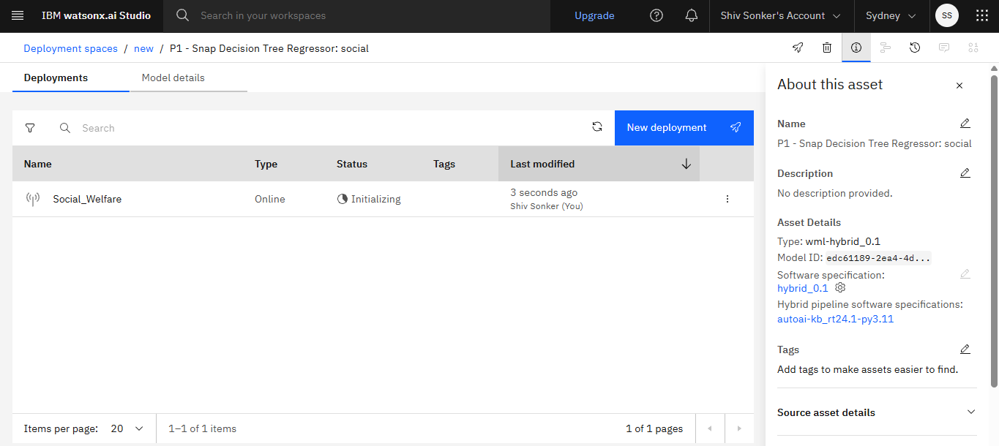 IBM watsonx.ai Studio
Search in your workspaces
Upgrade
Shiv Sonker's Account
Sydney
SS
Deployment spaces / new / P1 - Snap Decision Tree Regressor: social
Deployments
Model details
Search
New deployment
Name Type Status Tags Last modified
Social_Welfare Online Initializing 3 seconds ago
Shiv Sonker (You)
Items per page: 20
1–1 of 1 items
1 of 1 pages
About this asset
Name
P1 - Snap Decision Tree Regressor: social
Description
No description provided.
Asset Details
Type: wml-hybrid_0.1
Model ID: edc61189-2ea4-4d...
Software specification:
hybrid_0.1
Hybrid pipeline software specifications:
autoai-kb_rt24.1-py3.11
Tags
Add tags to make assets easier to find.
Source asset details